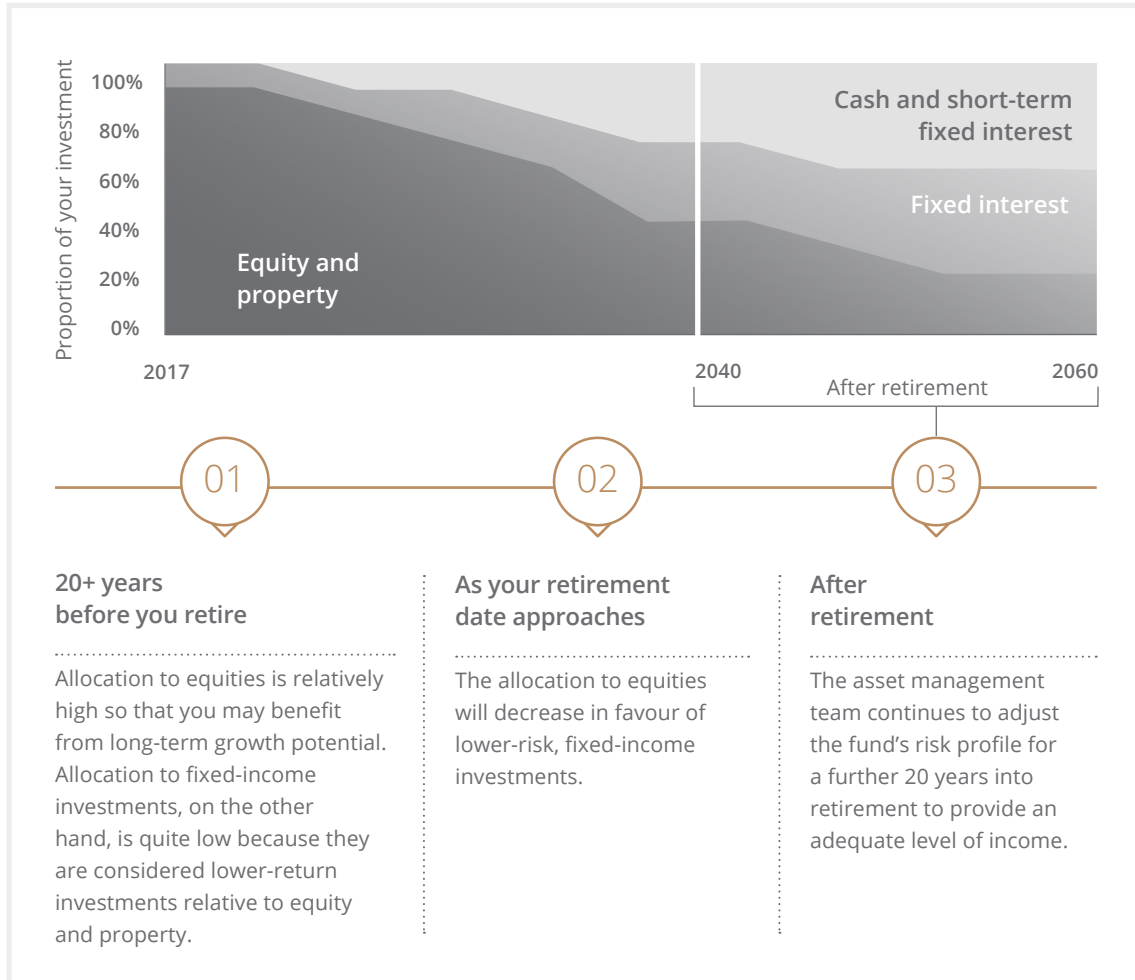 Proportion of your investment
100%
80%
60%
40%
20%
0%
Cash and short-term
fixed interest
Fixed interest
Equity and
property
2017
2040
2060
After retirement
01
02
03
20+ years
before you retire
Allocation to equities is relatively
high so that you may benefit
from long-term growth potential.
Allocation to fixed-income
investments, on the other
hand, is quite low because they
are considered lower-return
investments relative to equity
and property.
As your retirement
date approaches
The allocation to equities
will decrease in favour of
lower-risk, fixed-income
investments.
After
retirement
The asset management
team continues to adjust
the fund’s risk profile for
a further 20 years into
retirement to provide an
adequate level of income.